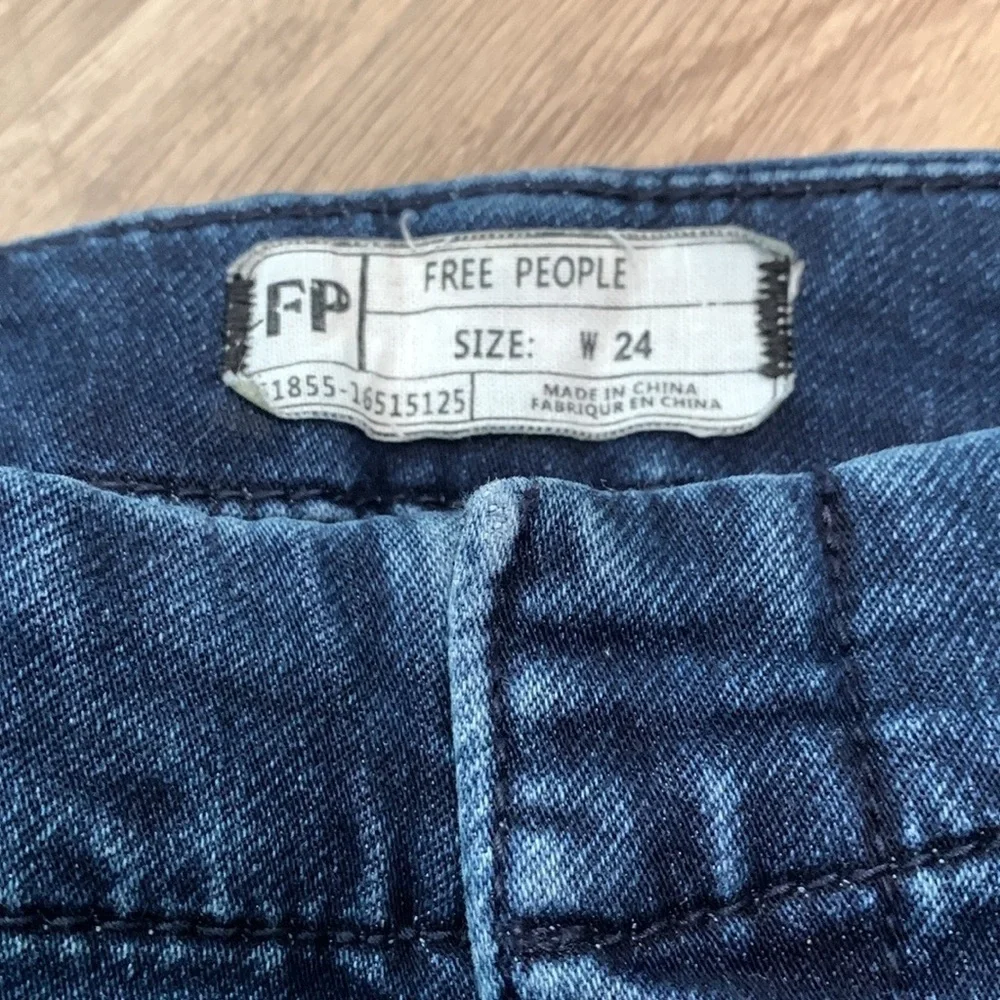 FP
FREE PEOPLE
SIZE: W 24
1855-16515125
MADE IN CHINA
FABRIQUR EN CHINA